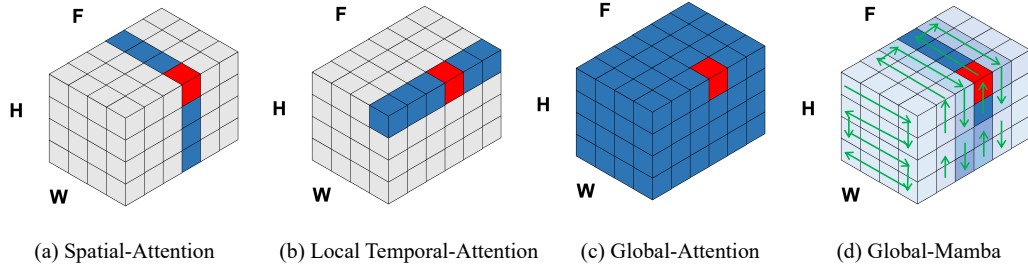 F
F
F
F
H
H
H
H
W
W
W
W
(a) Spatial-Attention
(b) Local Temporal-Attention
(c) Global-Attention
(d) Global-Mamba